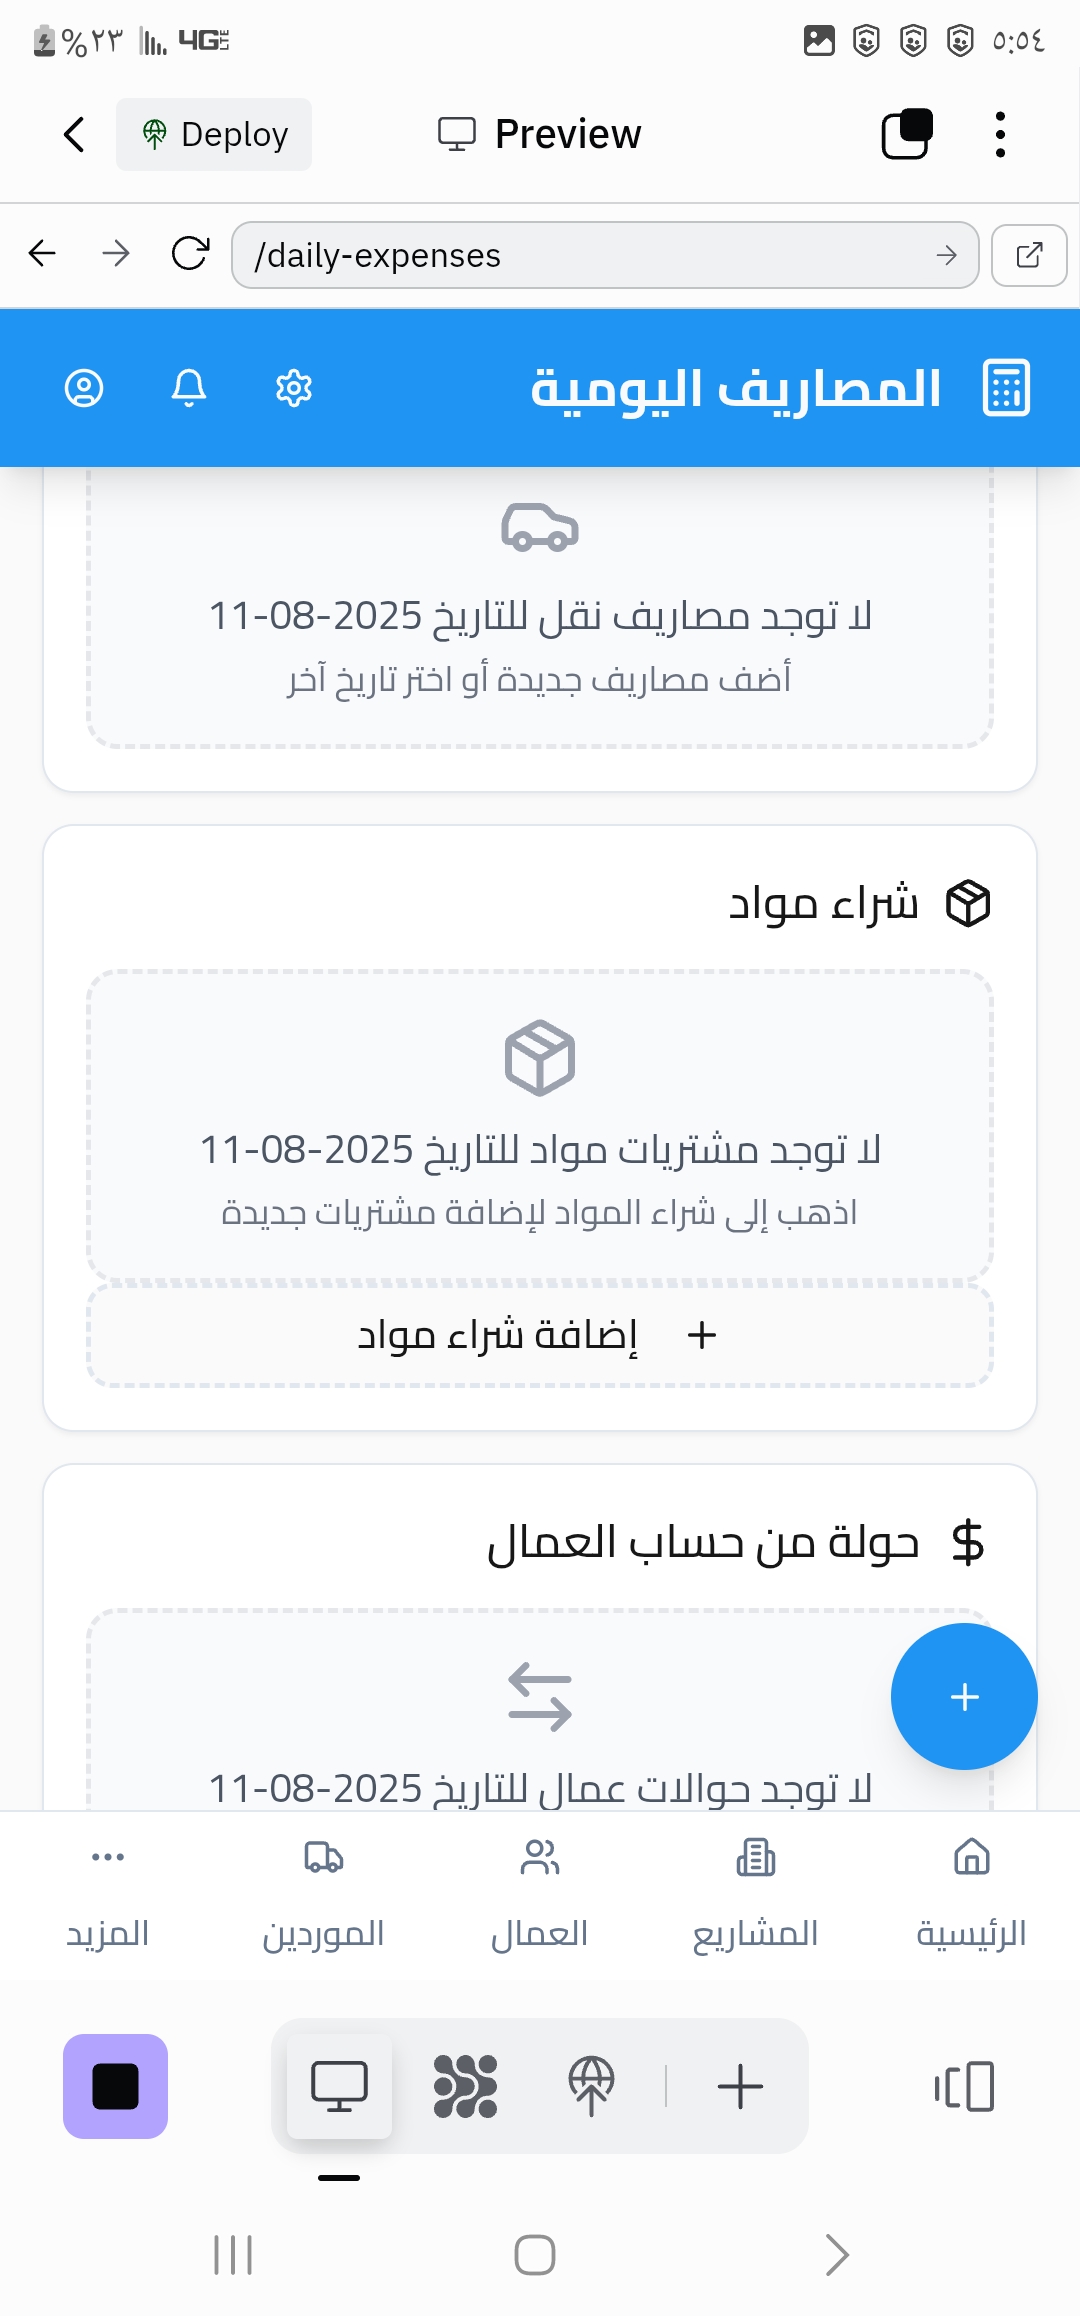 %٢٣ 4G LTE ٥:٥٤
Deploy Preview
/daily-expenses
المصاريف اليومية
لا توجد مصاريف نقل للتاريخ 2025-08-11
أضف مصاريف جديدة أو اختر تاريخ آخر
شراء مواد
لا توجد مشتريات مواد للتاريخ 2025-08-11
اذهب إلى شراء المواد لإضافة مشتريات جديدة
إضافة شراء مواد
حولة من حساب العمال
لا توجد حوالات عمال للتاريخ 2025-08-11
الرئيسية المشاريع العمال الموردين المزيد